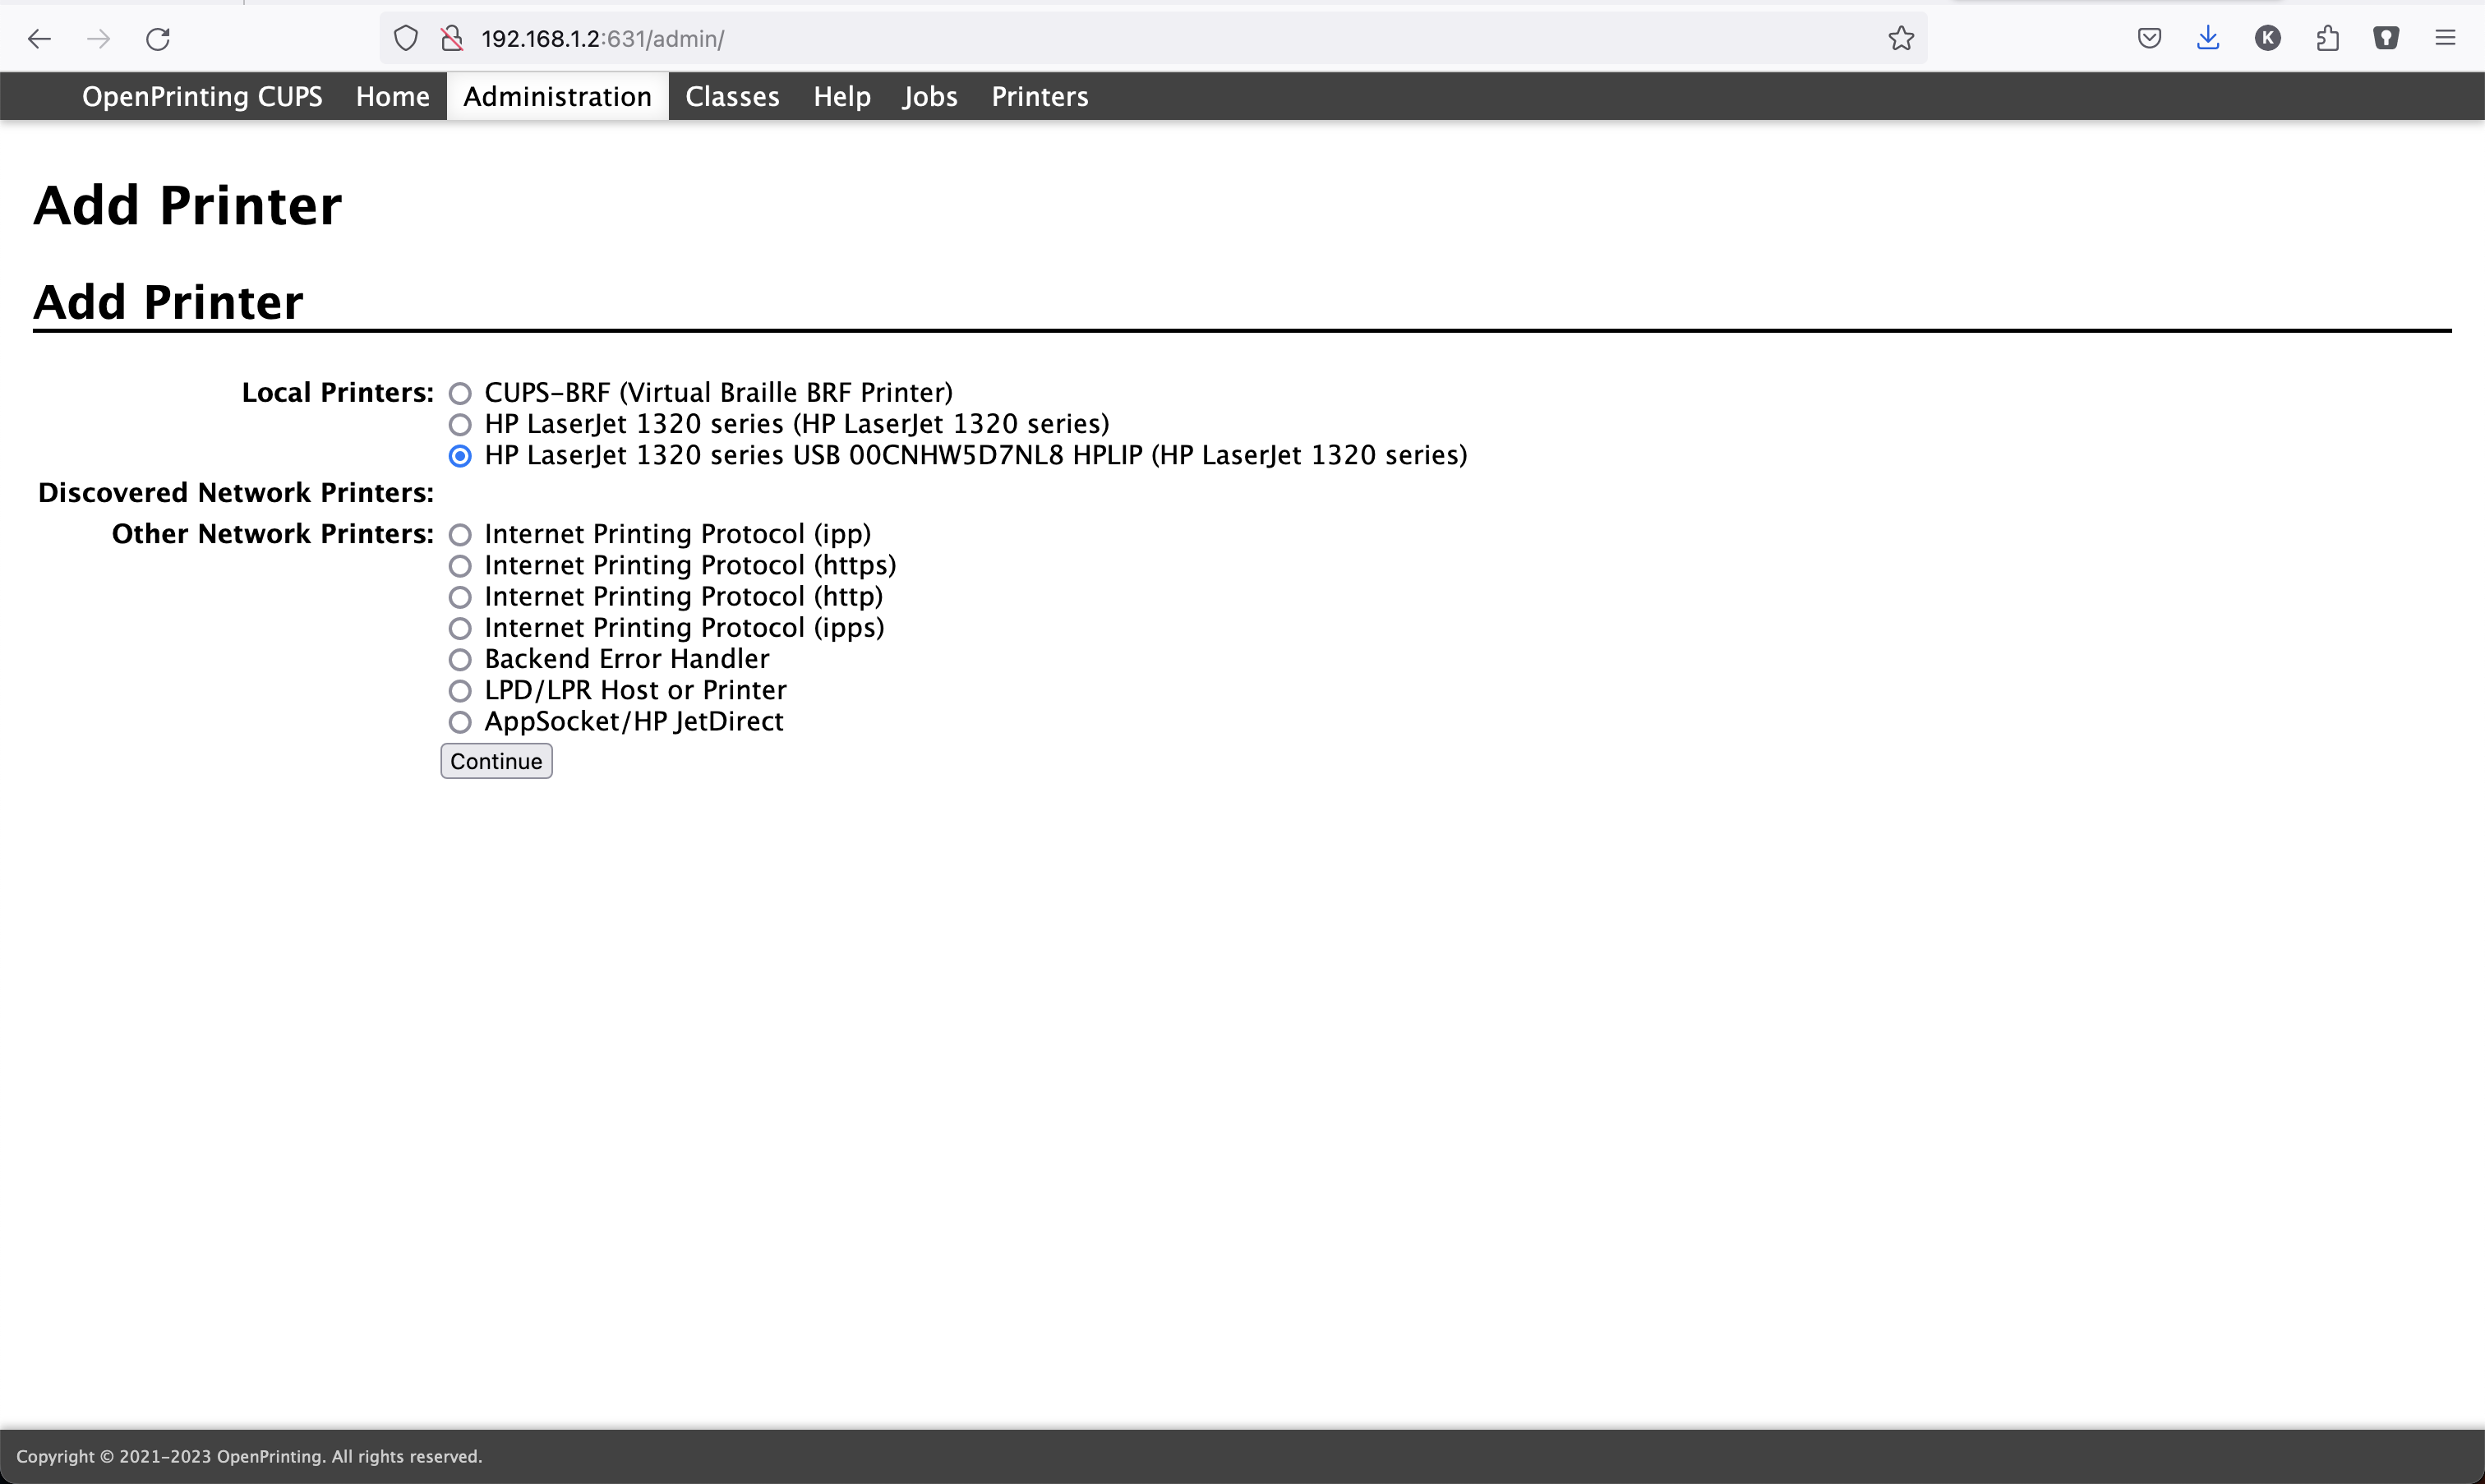 192.168.1.2:631/admin/
OpenPrinting CUPS Home Administration Classes Help Jobs Printers
Add Printer
Add Printer
Local Printers: CUPS-BRF (Virtual Braille BRF Printer)
HP LaserJet 1320 series (HP LaserJet 1320 series)
HP LaserJet 1320 series USB 00CNHW5D7NL8 HPLIP (HP LaserJet 1320 series)
Discovered Network Printers:
Other Network Printers: Internet Printing Protocol (ipp)
Internet Printing Protocol (https)
Internet Printing Protocol (http)
Internet Printing Protocol (ipps)
Backend Error Handler
LPD/LPR Host or Printer
AppSocket/HP JetDirect
Continue
Copyright © 2021-2023 OpenPrinting. All rights reserved.
K